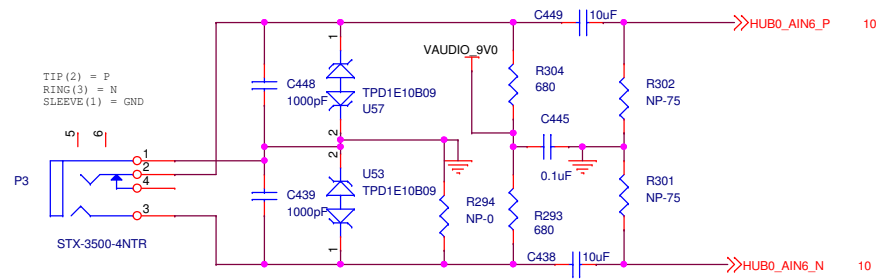 C449
10uF
HUB0_AIN6_P
10
1
VAUDIO_9V0
TIP(2) = P
RING(3) = N
SLEEVE(1) = GND
C448
1000pF
TPD1E10B09
U57
R304
680
R302
NP-75
5
6
2
C445
1
2
2
0.1uF
P3
4
U53
TPD1E10B09
C439
1000pF
R294
NP-0
R301
NP-75
3
R293
680
STX-3500-4NTR
1
C438
10uF
HUB0_AIN6_N
10